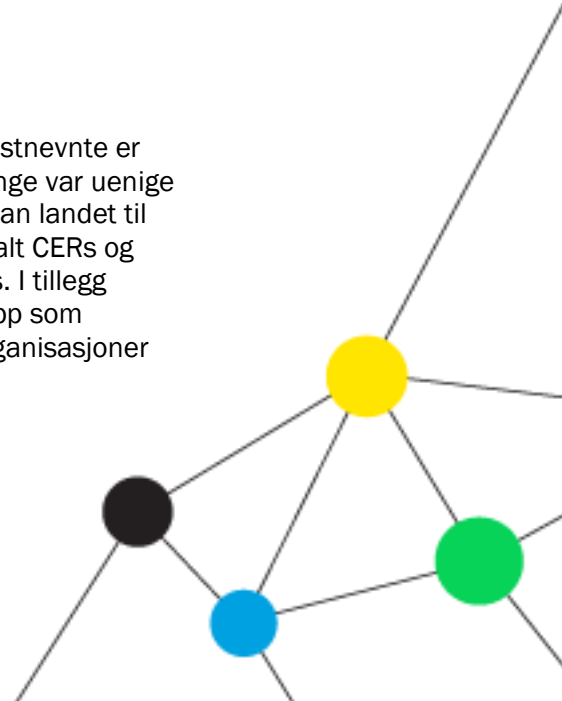 stnevnte er
nge var uenige
an landet til
alt CERs og
s. I tillegg
op som
ganisasjoner